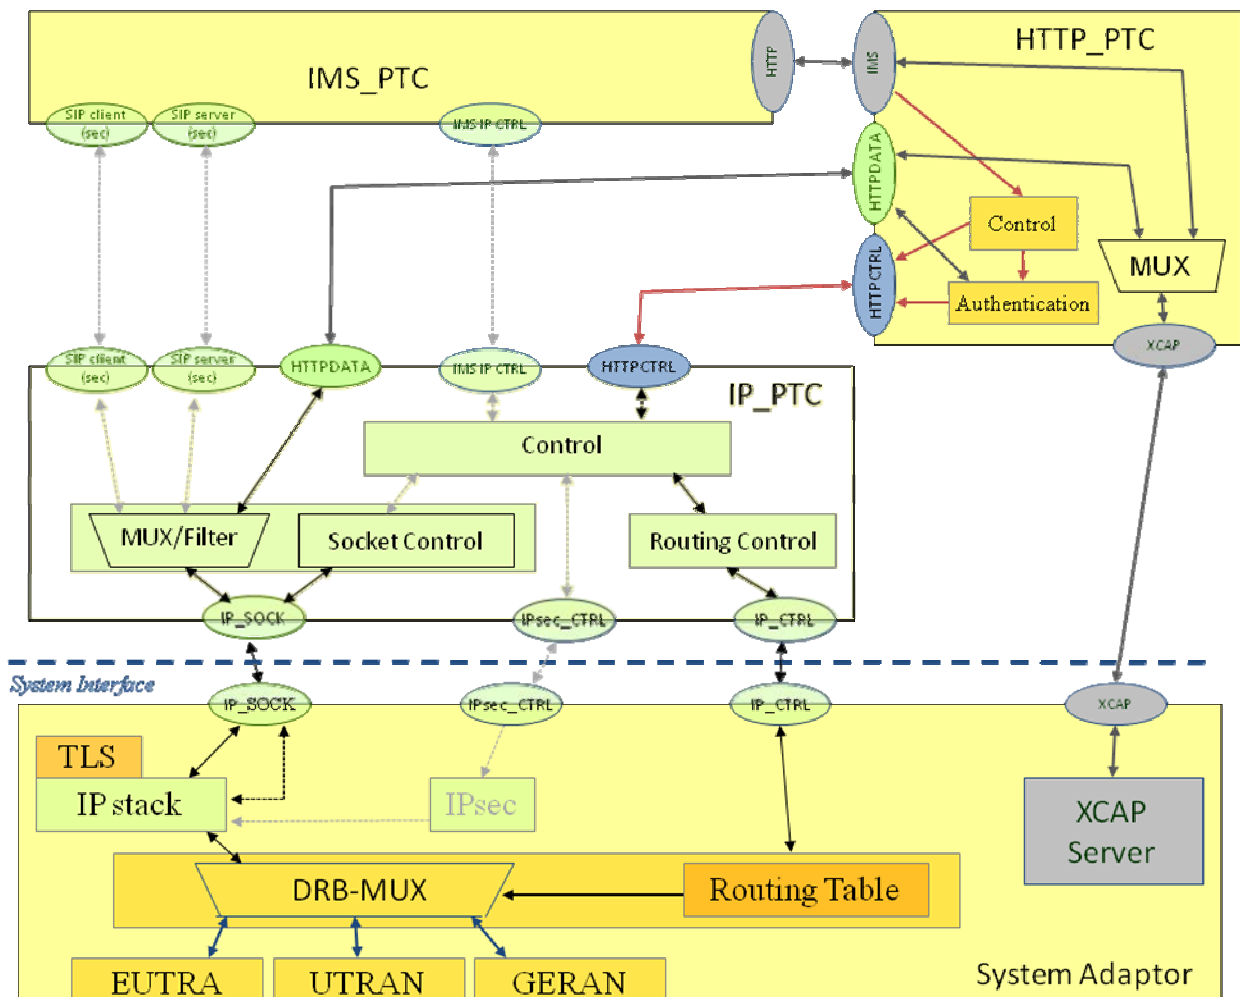 IMS_PTC
HTTP
IMS
HTTP_PTC
SIP client
(sec)
SIP server
(sec)
IMS IP CTRL
HTTPDATA
HTTPCTRL
Control
Authentication
MUX
XCAP
SIP client
(sec)
SIP server
(sec)
HTTPDATA
IMS IP CTRL
HTTPCTRL
IP_PTC
Control
MUX/Filter
Socket Control
Routing Control
IP_SOCK
IPsec_CTRL
IP_CTRL
System Interface
IP_SOCK
IPsec_CTRL
IP_CTRL
XCAP
TLS
IP stack
IPsec
XCAP
Server
DRB-MUX
Routing Table
EUTRA
UTRAN
GERAN
System Adaptor